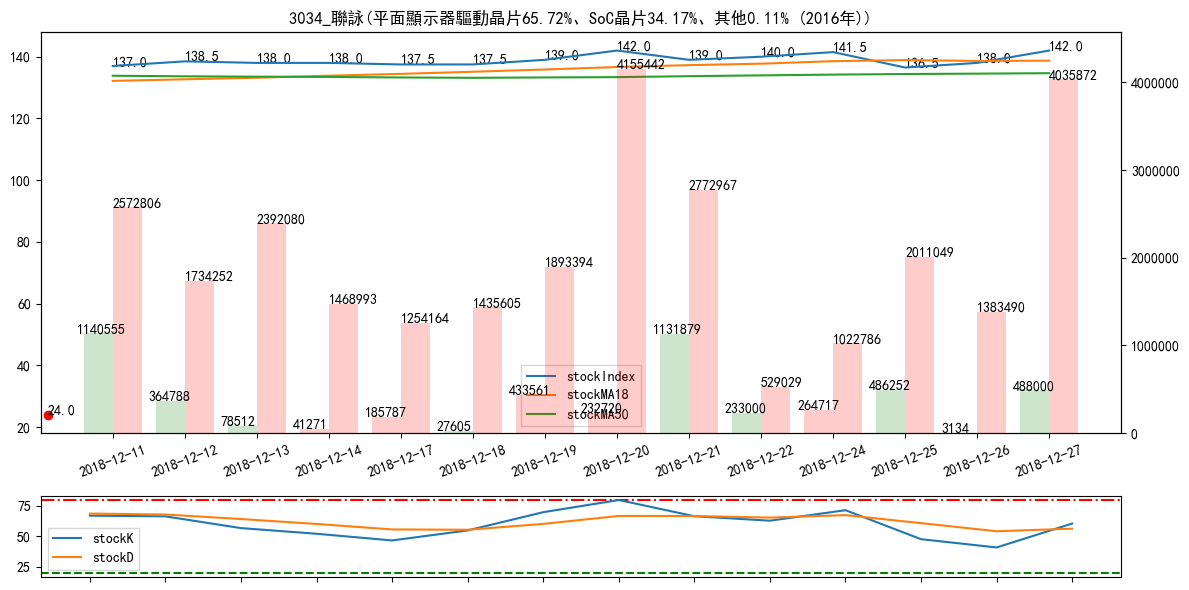 3034_聯詠(平面顯示器驅動晶片65.72%、SoC晶片34.17%、其他0.11% (2016年))
137.0 138.5 138.0 138.0 137.5 137.5 139.0 142.0 139.0 140.0 141.5 136.5 138.0 142.0
140 120 100 80 60 40 20
4000000 3000000 2000000 1000000 0
2572806 1734252 2392080 1468993 1254164 1435605 1893394 4155442 2772967 529029 1022786 2011049 1383490 4035872
1140555 364788 78512 41271 185787 27605 433561 232720 1131879 233000 264717 486252 3134 488000
24.0
stockIndex
stockMA18
stockMA50
2018-12-11 2018-12-12 2018-12-13 2018-12-14 2018-12-17 2018-12-18 2018-12-19 2018-12-20 2018-12-21 2018-12-22 2018-12-24 2018-12-25 2018-12-26 2018-12-27
75 50 25
stockK
stockD